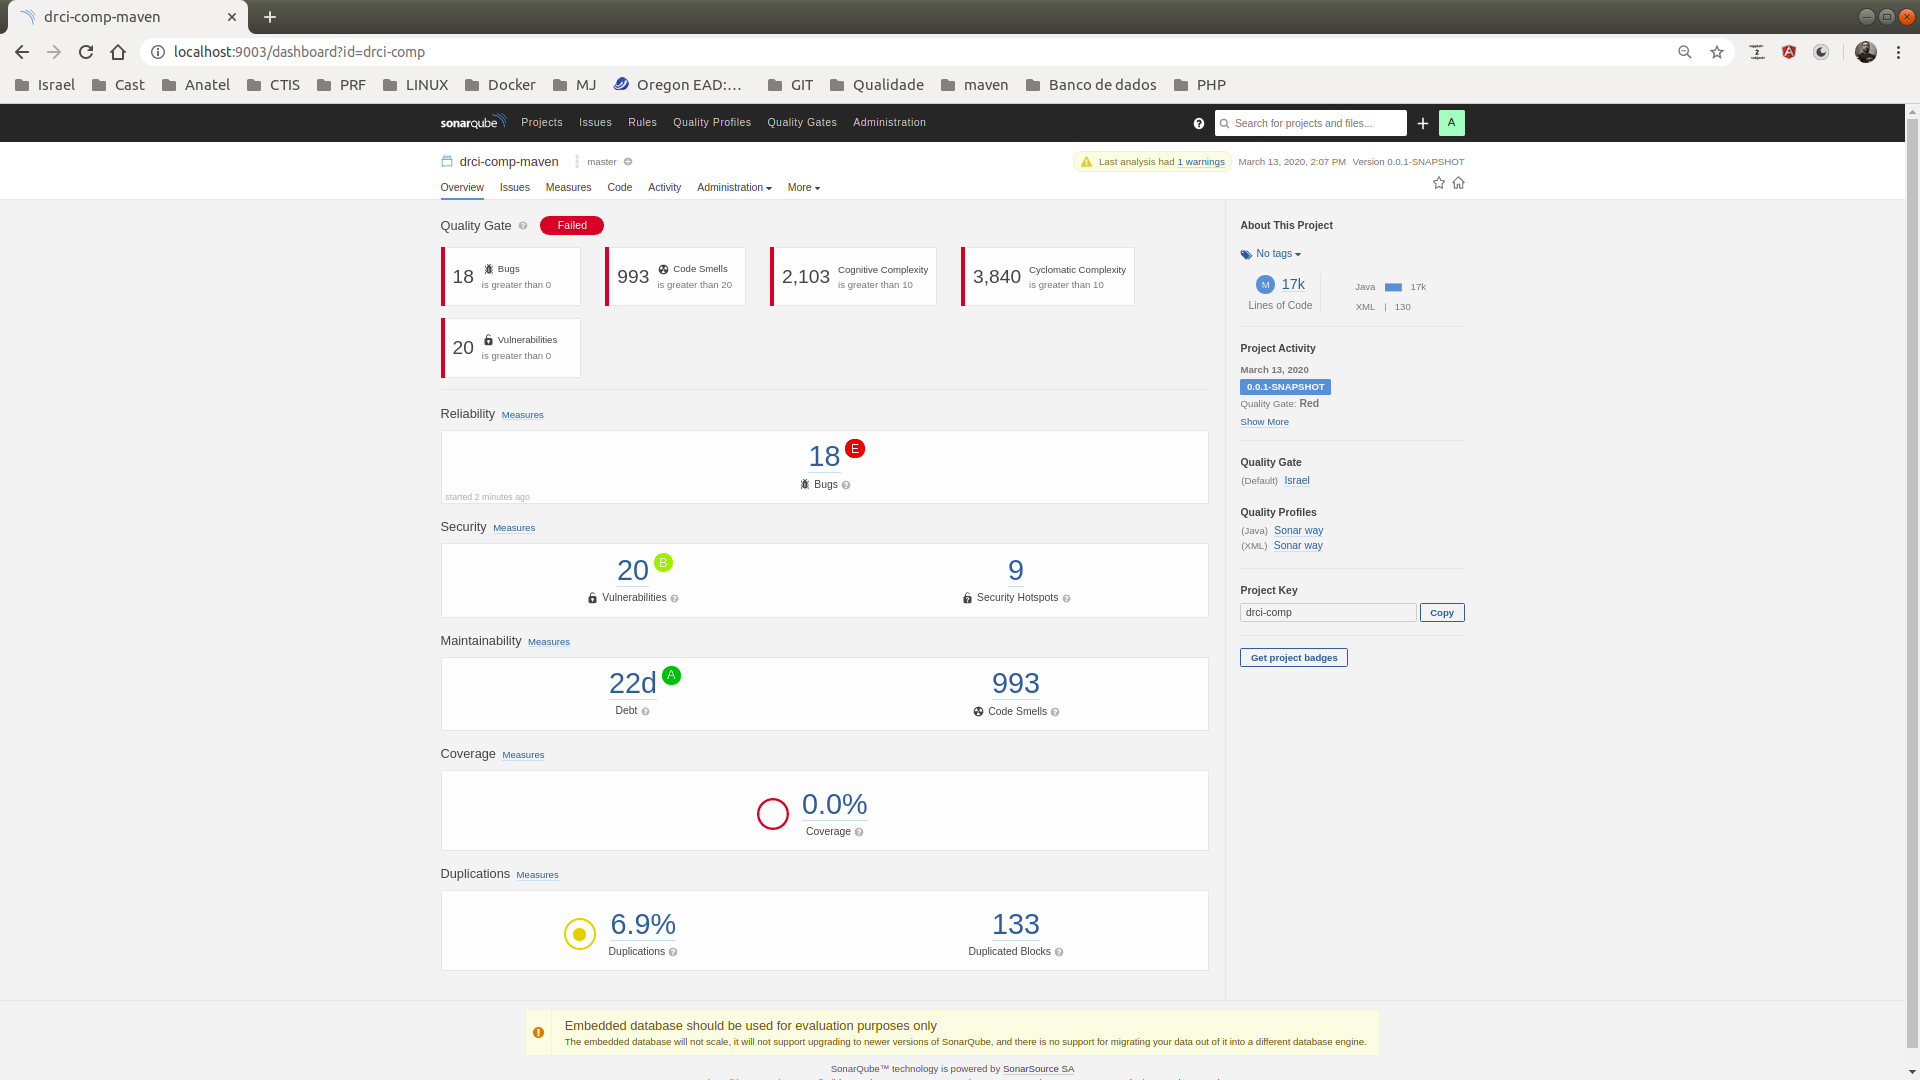 drci-comp-maven
localhost:9003/dashboard?id=drci-comp
Israel Cast Anatel CTIS PRF LINUX Docker MJ Oregon EAD:... GIT Qualidade maven Banco de dados PHP
sonarqube Projects Issues Rules Quality Profiles Quality Gates Administration Search for projects and files... A
drci-comp-maven master Last analysis had 1 warnings March 13, 2020, 2:07 PM Version 0.0.1-SNAPSHOT
Overview Issues Measures Code Activity Administration More
Quality Gate Failed
18 Bugs
is greater than 0
993 Code Smells
is greater than 20
2,103 Cognitive Complexity
is greater than 10
3,840 Cyclomatic Complexity
is greater than 10
20 Vulnerabilities
is greater than 0
Reliability Measures
18 E
Bugs
started 2 minutes ago
Security Measures
20 B
Vulnerabilities
9
Security Hotspots
Maintainability Measures
22d A
Debt
993
Code Smells
Coverage Measures
0.0%
Coverage
Duplications Measures
6.9%
Duplications
133
Duplicated Blocks
About This Project
No tags
M 17k
Lines of Code
Java 17k
XML 130
Project Activity
March 13, 2020
0.0.1-SNAPSHOT
Quality Gate: Red
Show More
Quality Gate
(Default) Israel
Quality Profiles
(Java) Sonar way
(XML) Sonar way
Project Key
drci-comp Copy
Get project badges
Embedded database should be used for evaluation purposes only
The embedded database will not scale, it will not support upgrading to newer versions of SonarQube, and there is no support for migrating your data out of it into a different database engine.
SonarQube™ technology is powered by SonarSource SA